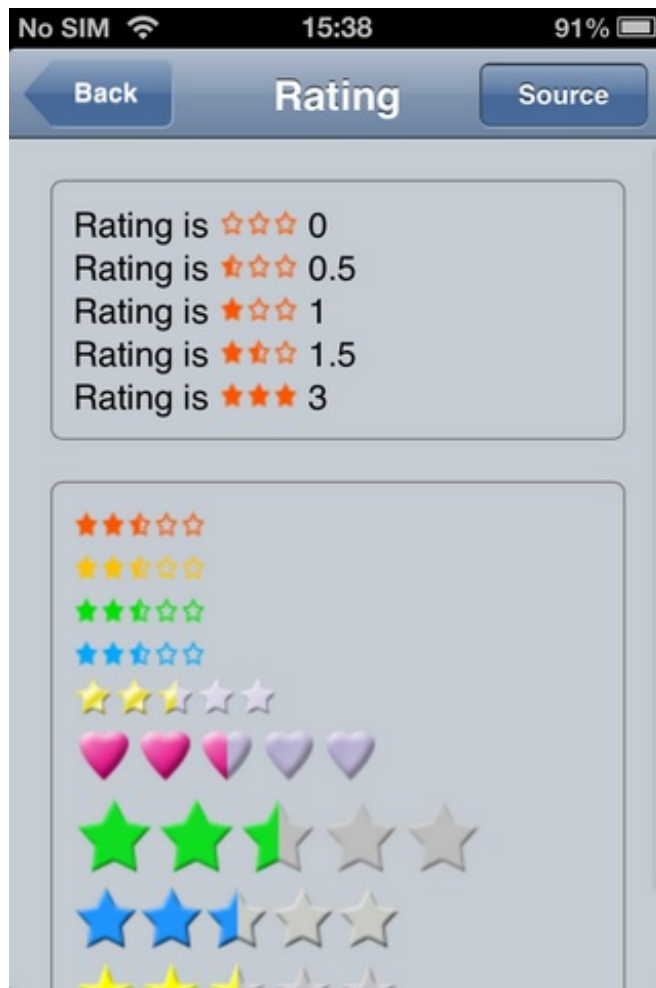 No SIM 15:38 91%
Back Rating Source
Rating is ☆☆☆ 0
Rating is ☆☆ 0.5
Rating is ★☆☆ 1
Rating is ★☆ 1.5
Rating is ★★★ 3